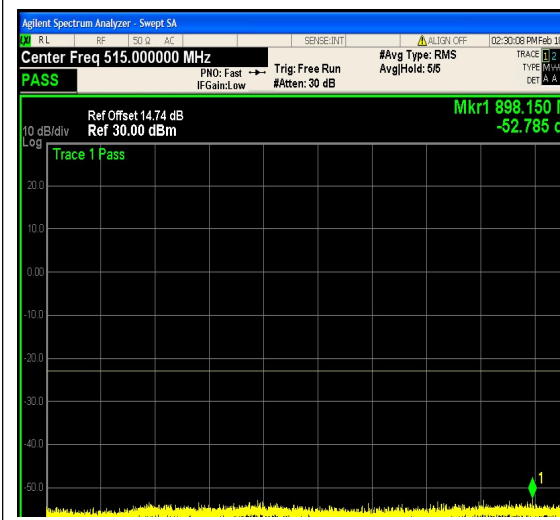 Agilent Spectrum Analyzer - Swept SA
RL RF 50 Ω AC SENSE:INT ALIGN OFF 02:30:08 PM Feb
Center Freq 515.000000 MHz
PASS
PNO: Fast
IFGain:Low
Trig: Free Run
#Atten: 30 dB
#Avg Type: RMS
Avg|Hold: 5/5
TRACE 1 2
TYPE M
DET A A
Mkr1 898.150
-52.785
Ref Offset 14.74 dB
10 dB/div Ref 30.00 dBm
Log
Trace 1 Pass
20.0
10.0
0.00
-10.0
-20.0
-30.0
-40.0
-50.0
1